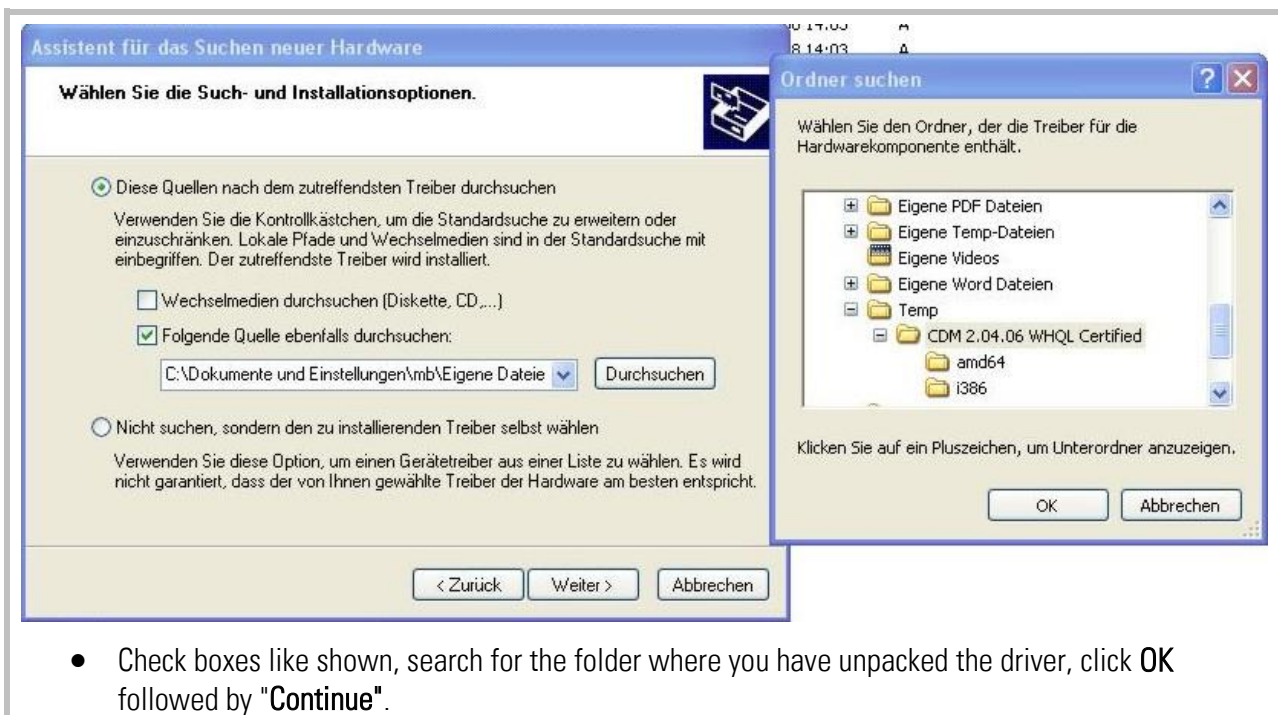 Assistent für das Suchen neuer Hardware
Wählen Sie die Such- und Installationsoptionen.
Diese Quellen nach dem zutreffendsten Treiber durchsuchen
Verwenden Sie die Kontrollkästchen, um die Standardsuche zu erweitern oder
einzuschränken. Lokale Pfade und Wechselmedien sind in der Standardsuche mit
einbegriffen. Der zutreffendste Treiber wird installiert.
Wechselmedien durchsuchen (Diskette, CD,...)
Folgende Quelle ebenfalls durchsuchen:
C:\Dokumente und Einstellungen\mb\Eigene Dateie
Durchsuchen
Nicht suchen, sondern den zu installierenden Treiber selbst wählen
Verwenden Sie diese Option, um einen Gerätetreiber aus einer Liste zu wählen. Es wird
nicht garantiert, dass der von Ihnen gewählte Treiber der Hardware am besten entspricht.
< Zurück Weiter > Abbrechen
8 14:03 A
Ordner suchen
Wählen Sie den Ordner, der die Treiber für die
Hardwarekomponente enthält.
Eigene PDF Dateien
Eigene Temp-Dateien
Eigene Videos
Eigene Word Dateien
Temp
CDM 2.04.06 WHQL Certified
amd64
i386
Klicken Sie auf ein Pluszeichen, um Unterordner anzuzeigen.
OK Abbrechen
• Check boxes like shown, search for the folder where you have unpacked the driver, click OK
followed by "Continue".